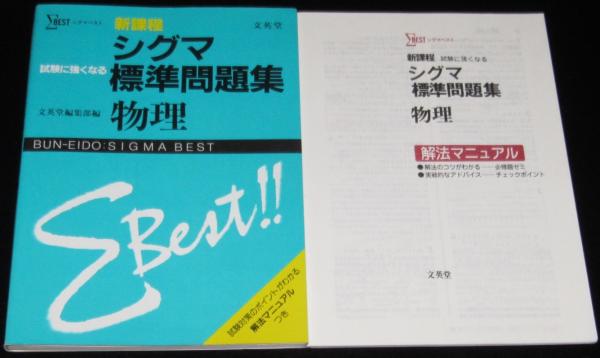 ΣBEST シグマベスト
文英堂
新課程
試験に強くなる
シグマ
標準問題集
文英堂編集部編
物理
BUN-EIDO:SIGMA BEST
ΣBest!!
試験対策のポイントがわかる
解法マニュアル
つき
ΣBEST シグマベスト
新課程 試験に強くなる
シグマ
標準問題集
物理
解法マニュアル
●解法のコツがわかる──必修題ゼミ
●実戦的なアドバイス──チェックポイント
文英堂